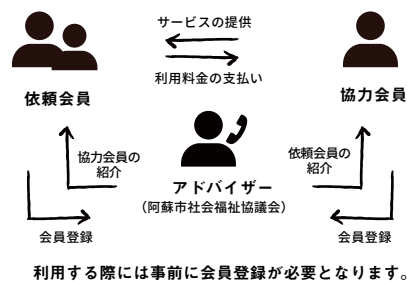 サービスの提供
利用料金の支払い
依頼会員
協力会員
協力会員の
紹介
依頼会員の
紹介
アドバイザー
（阿蘇市社会福祉協議会）
会員登録
会員登録
利用する際には事前に会員登録が必要となります。